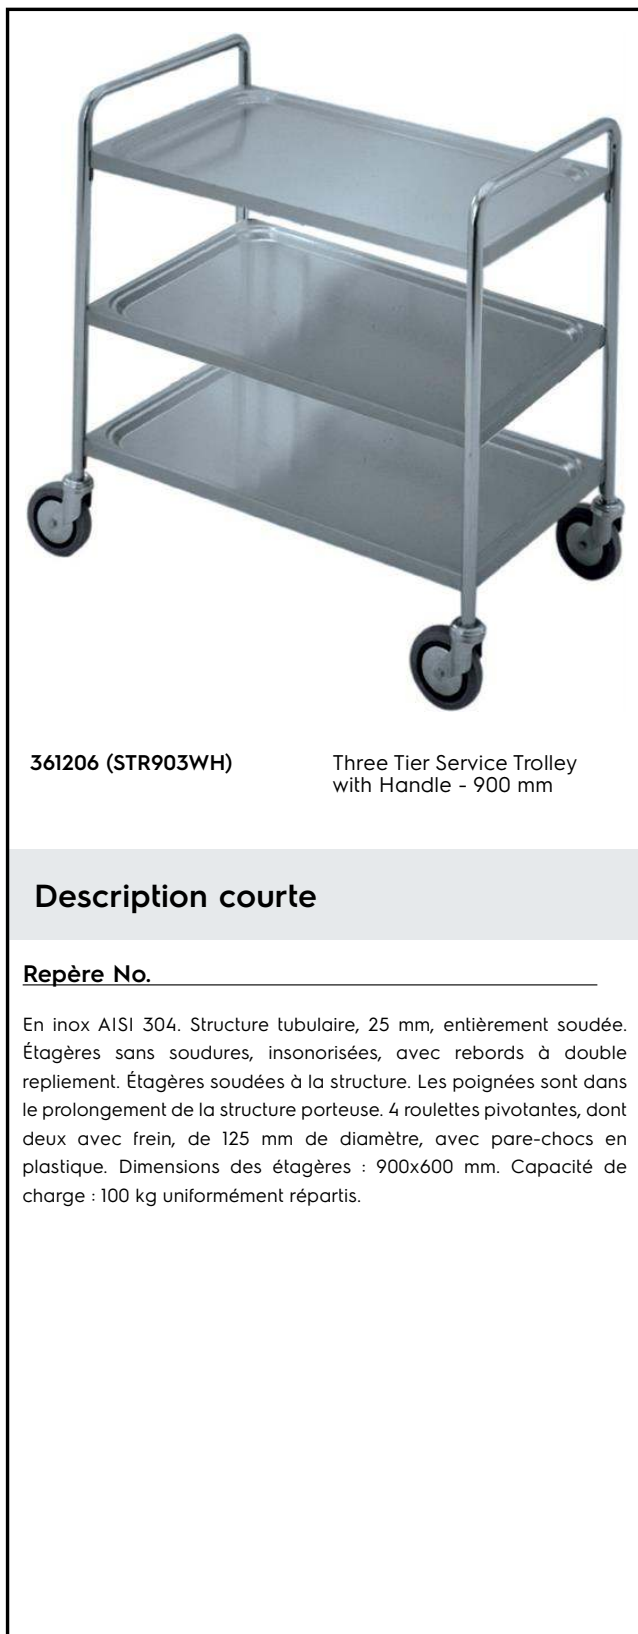 361206 (STR903WH)
Three Tier Service Trolley
with Handle - 900 mm
Description courte
Repère No.
En inox AISI 304. Structure tubulaire, 25 mm, entièrement soudée.
Étagères sans soudures, insonorisées, avec rebords à double
repliement. Étagères soudées à la structure. Les poignées sont dans
le prolongement de la structure porteuse. 4 roulettes pivotantes, dont
deux avec frein, de 125 mm de diamètre, avec pare-chocs en
plastique. Dimensions des étagères : 900x600 mm. Capacité de
charge : 100 kg uniformément répartis.